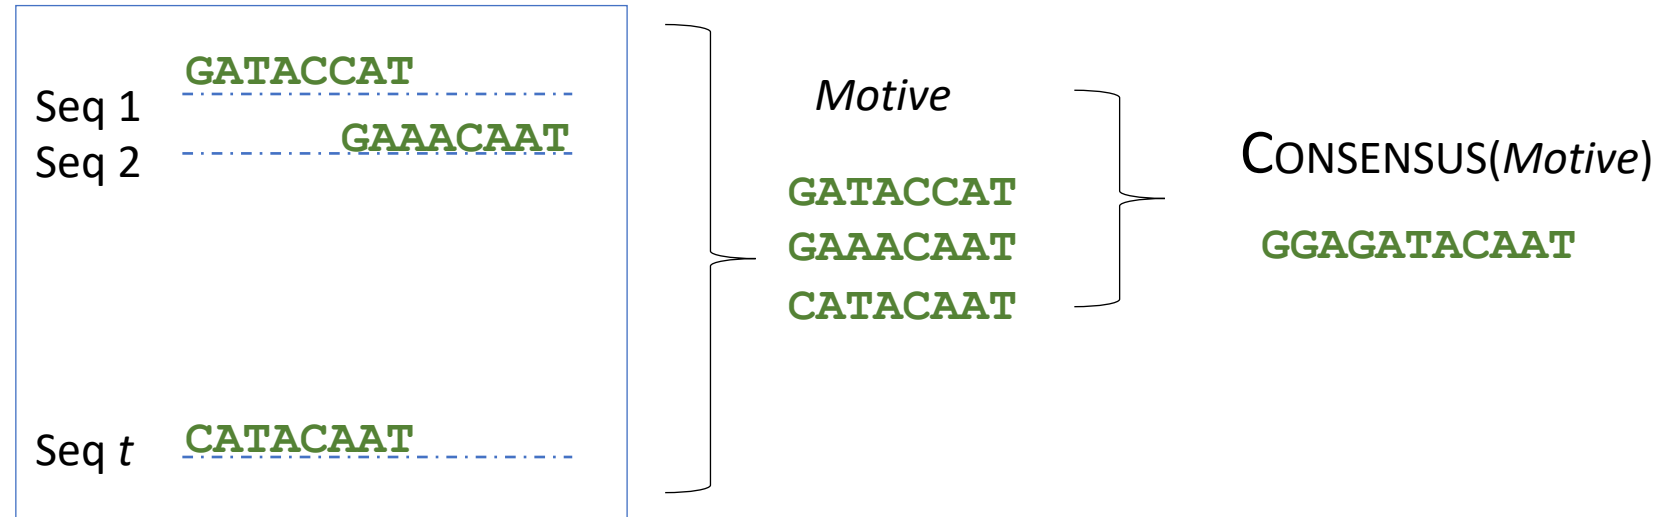 GATACCAT
Seq 1
GAAACAAT
Seq 2
CATACAAT
Seq t
Motive
GATACCAT
GAAACAAT
CATACAAT
CONSENSUS(Motive)
GGAGATACAAT